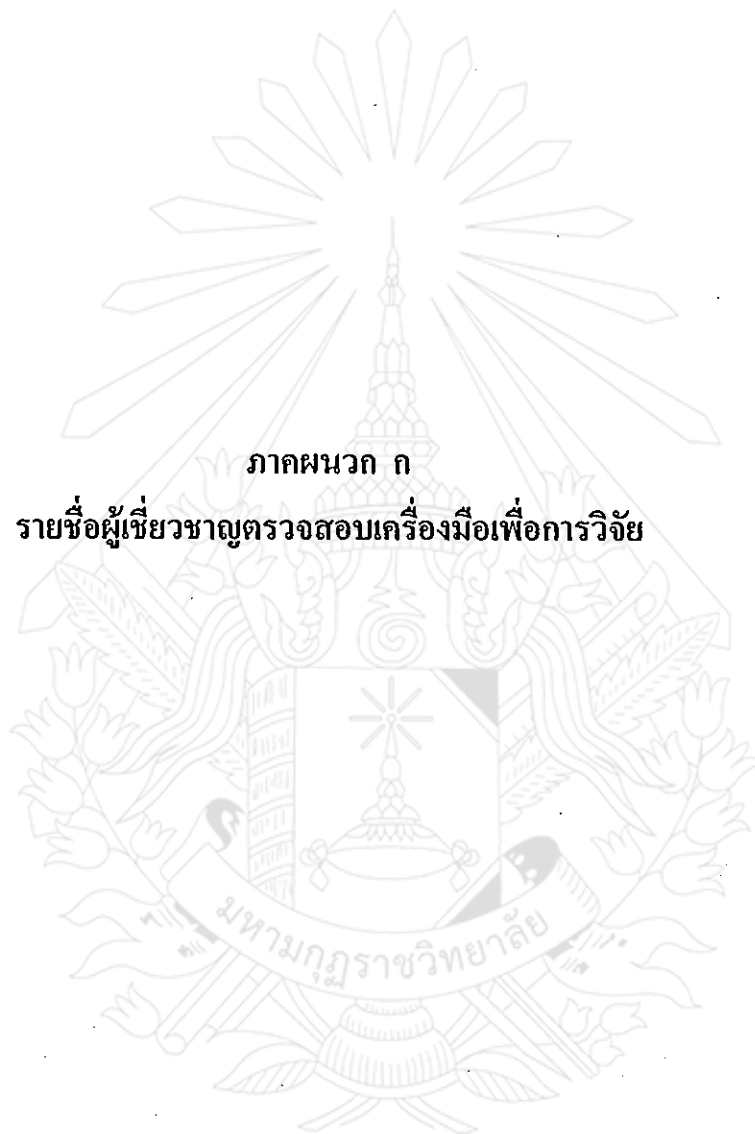 ภาคผนวก ก
รายชื่อผู้เชี่ยวชาญตรวจสอบเครื่องมือเพื่อการวิจัย
มหามกุฏราชวิทยาลัย